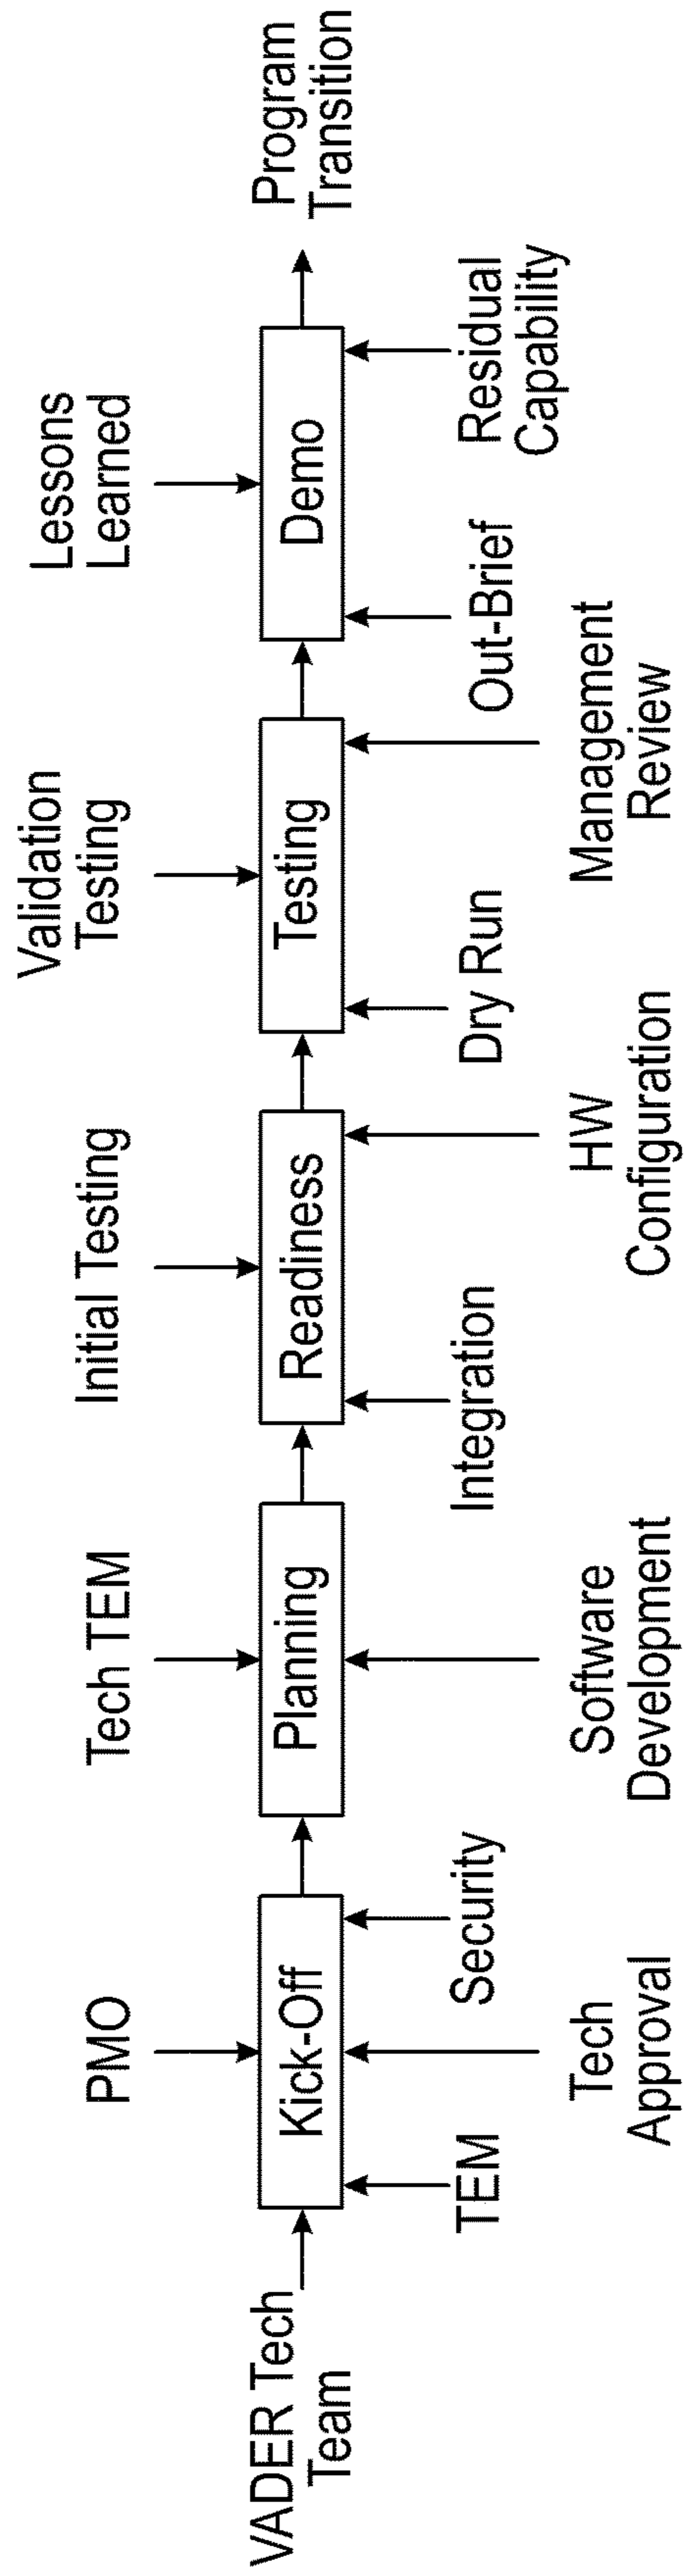 VADER Tech
Team
PMO
Kick-Off
TEM
Tech
Approval
Security
Tech TEM
Planning
Software
Development
Initial Testing
Readiness
Integration
HW
Configuration
Validation
Testing
Testing
Dry Run
Management
Review
Lessons
Learned
Demo
Out-Brief
Residual
Capability
Program
Transition